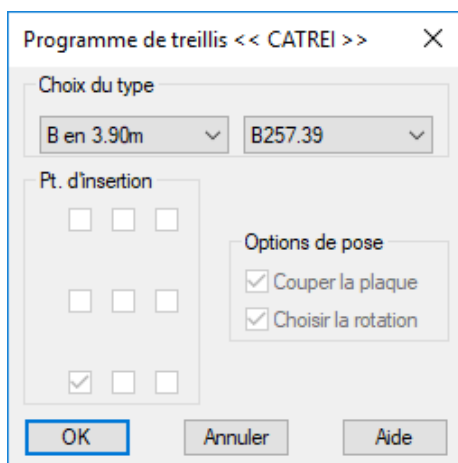 Programme de treillis << CATREI >>
Choix du type
B en 3.90m B257.39
Pt. d'insertion
Options de pose
Couper la plaque
Choisir la rotation
OK Annuler Aide